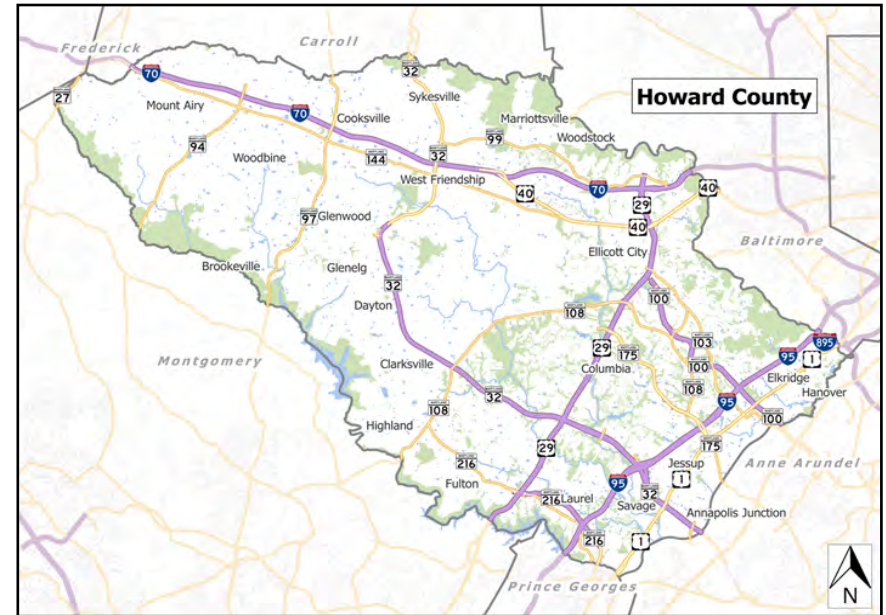 Carroll
Frederick
70
32
27
Mount Airy
Sykesville
Howard County
70
Cooksville
Marriottsville
94
99
Woodstock
Woodbine
144
32
West Friendship
70
40
40
29
97
Glenwood
40
Baltimore
Ellicott City
Brookeville
Glenelg
32
100
Dayton
108
103
895
29
175
95
1
Montgomery
Clarksville
Columbia
100
Elkridge
32
108
Hanover
108
95
100
Highland
29
175
216
Jessup
Anne Arundel
Fulton
95
1
216
Laurel
32
Savage
Annapolis Junction
216
1
Prince Georges
N